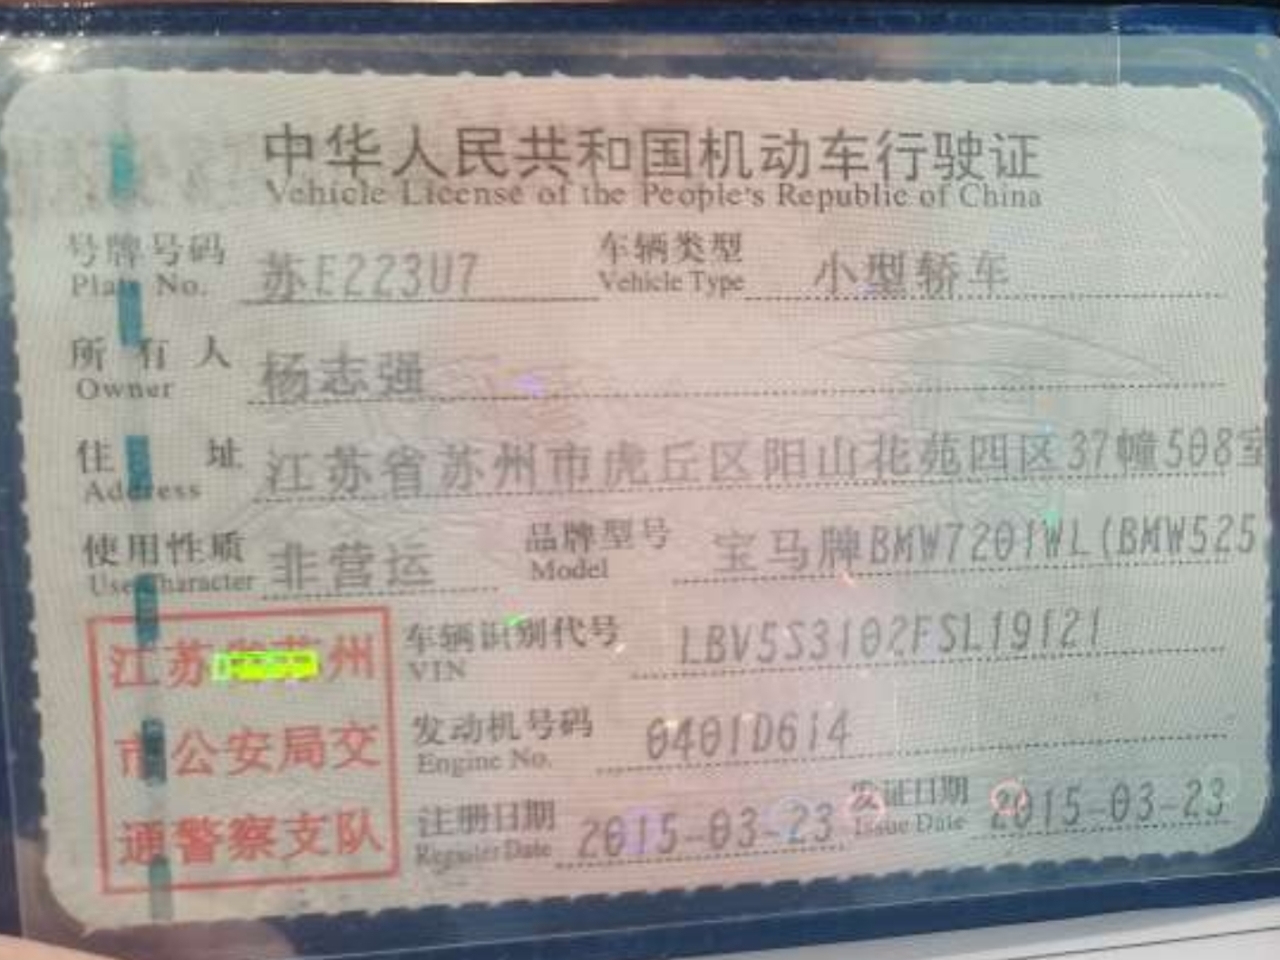 中华人民共和国机动车行驶证
Vehicle License of the People's Republic of China
号牌号码 苏E223U7 车辆类型 小型轿车
Plate No. Vehicle Type
所有人 杨志强
Owner
住址 江苏省苏州市虎丘区阳山花苑四区37幢508室
Address
使用性质 非营运 品牌型号 宝马牌BMW7201WL(BMW525
Use Character Model
江苏 州 车辆识别代号 LBV5S3102FSL19121
VIN
市公安局交 发动机号码 0401D614
Engine No.
通警察支队 注册日期 2015-03-23 发证日期 2015-03-23
Register Date Issue Date